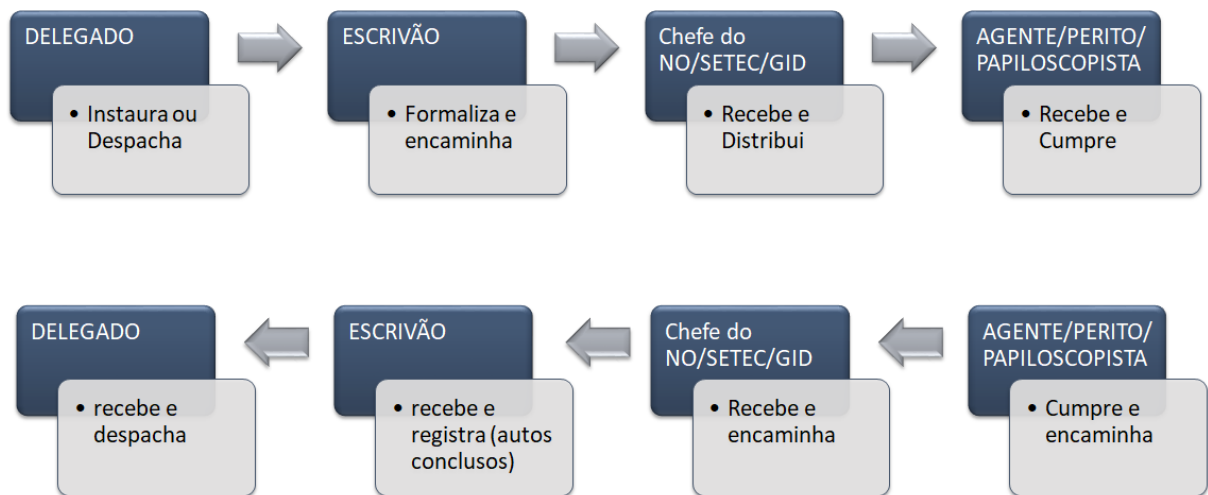 DELEGADO
• Instaura ou
Despacha
ESCRIVÃO
• Formaliza e
encaminha
Chefe do
NO/SETEC/GID
• Recebe e
Distribui
AGENTE/PERITO/
PAPILOSCOPISTA
• Recebe e
Cumpre
DELEGADO
• recebe e
despacha
ESCRIVÃO
• recebe e
registra (autos
conclusos)
Chefe do
NO/SETEC/GID
• Recebe e
encaminha
AGENTE/PERITO/
PAPILOSCOPISTA
• Cumpre e
encaminha